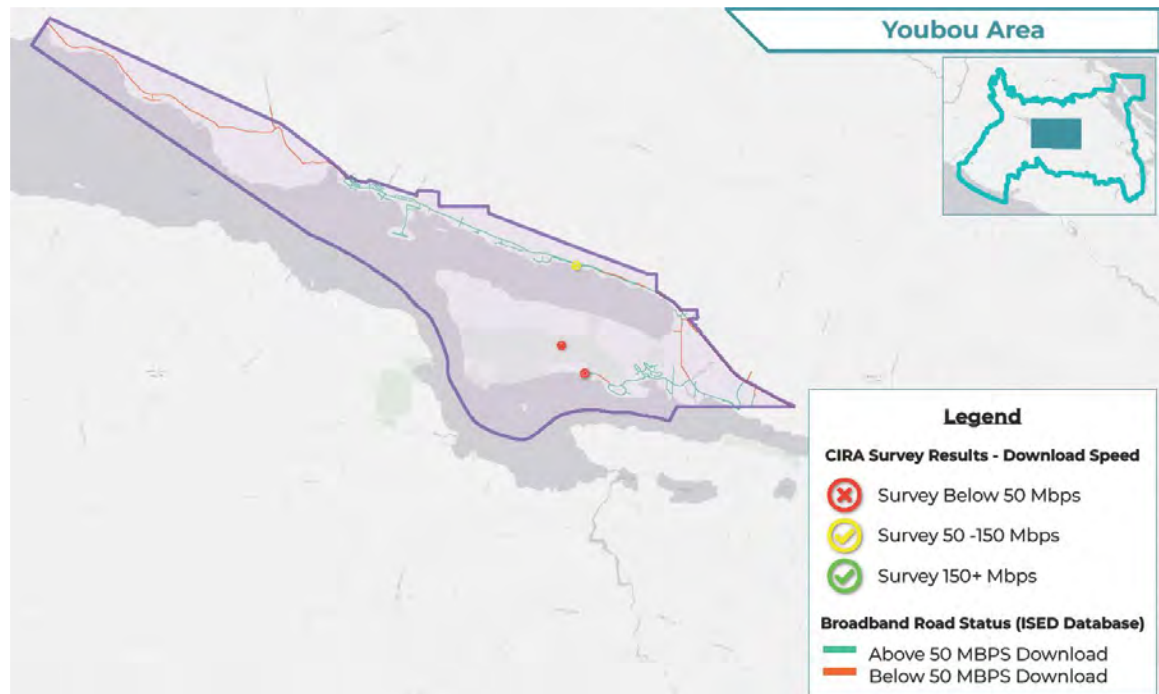 Youbou Area
Legend
CIRA Survey Results - Download Speed
Survey Below 50 Mbps
Survey 50 -150 Mbps
Survey 150+ Mbps
Broadband Road Status (ISED Database)
Above 50 MBPS Download
Below 50 MBPS Download